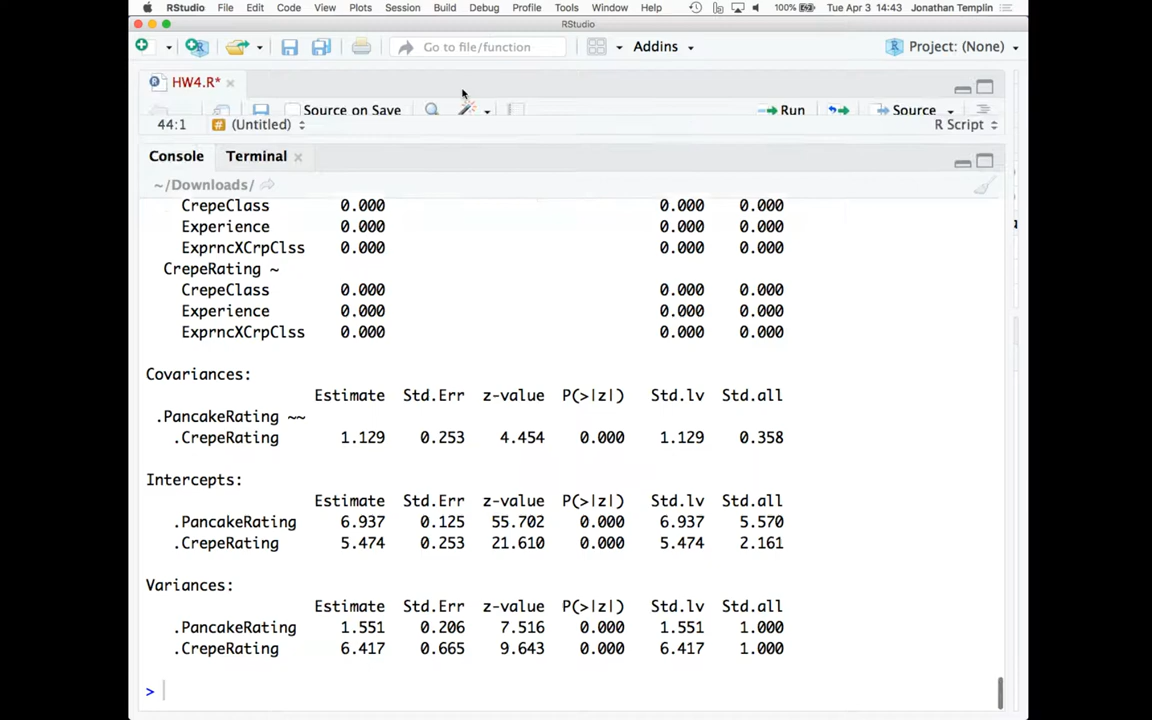 RStudio File Edit Code View Plots Session Build Debug Profile Tools Window Help 100% Tue Apr 3 14:43 Jonathan Templin
RStudio
Go to file/function Addins Project: (None)
HW4.R*
Source on Save Run Source
44:1 (Untitled) R Script
Console Terminal
~/Downloads/
CrepeClass 0.000 0.000 0.000
Experience 0.000 0.000 0.000
ExprncXCrpClss 0.000 0.000 0.000
CrepeRating ~
CrepeClass 0.000 0.000 0.000
Experience 0.000 0.000 0.000
ExprncXCrpClss 0.000 0.000 0.000
Covariances:
Estimate Std.Err z-value P(>|z|) Std.lv Std.all
.PancakeRating ~~
.CrepeRating 1.129 0.253 4.454 0.000 1.129 0.358
Intercepts:
Estimate Std.Err z-value P(>|z|) Std.lv Std.all
.PancakeRating 6.937 0.125 55.702 0.000 6.937 5.570
.CrepeRating 5.474 0.253 21.610 0.000 5.474 2.161
Variances:
Estimate Std.Err z-value P(>|z|) Std.lv Std.all
.PancakeRating 1.551 0.206 7.516 0.000 1.551 1.000
.CrepeRating 6.417 0.665 9.643 0.000 6.417 1.000
>